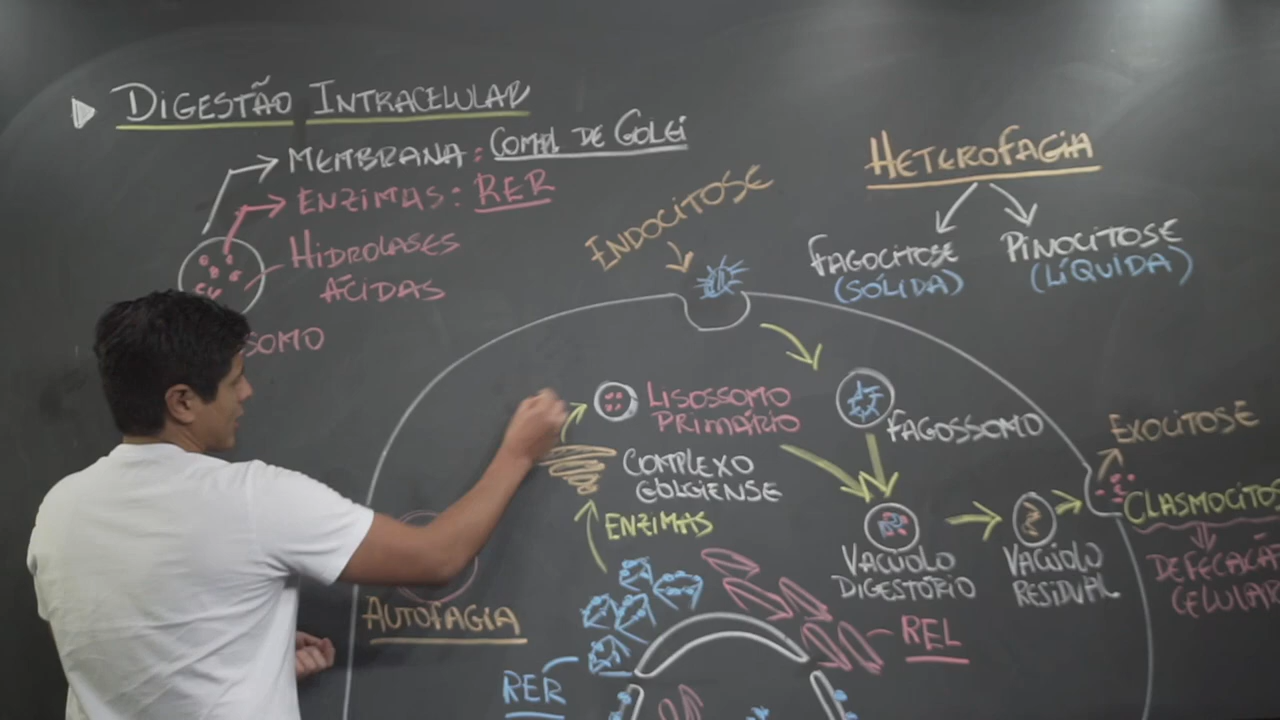 DIGESTÃO INTRACELULAR
MEMBRANA: COMPL DE GOLGI
ENZIMAS: RER
HIDROLASES
ÁCIDAS
SOMO
ENDOCITOSE
HETEROFAGIA
FAGOCITOSE
(SÓLIDA)
PINOCITOSE
(LÍQUIDA)
LISOSSOMO
PRIMÁRIO
FAGOSSOMO
COMPLEXO
GOLGIENSE
ENZIMAS
VACÚOLO
DIGESTÓRIO
VACÚOLO
RESIDUAL
EXOCITOSE
CLASMOCITOS
DEFECAÇÃ
CELULAR
AUTOFAGIA
RER
REL